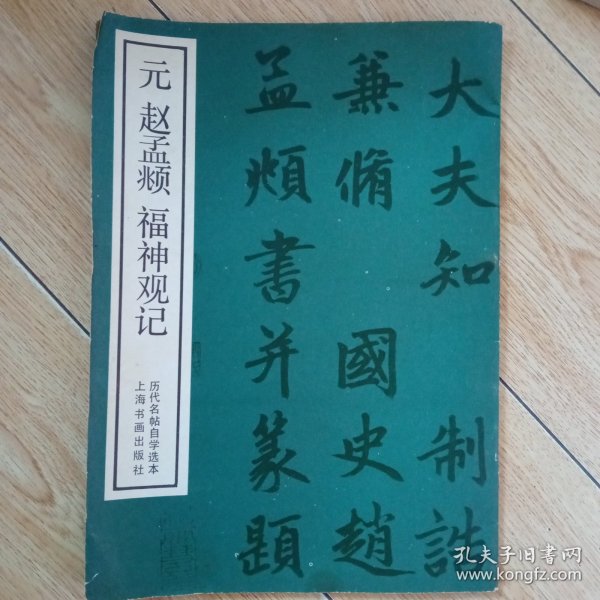 元 赵孟頫 福神观记
历代名帖自学选本
上海书画出版社
大夫知 制誥
兼脩 國史趙
孟頫書并篆題
孔夫子旧书网
www.kongfz.com